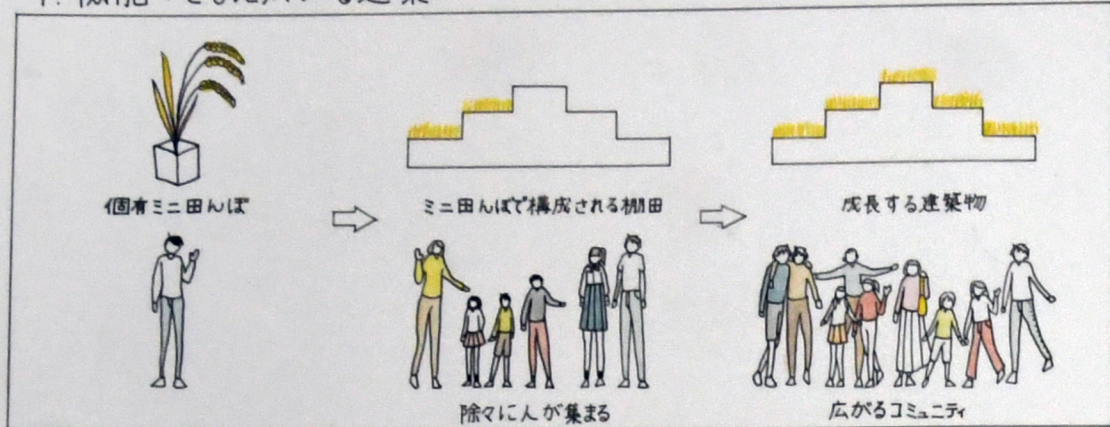 個有ミニ田んぼ
ミニ田んぼで構成される棚田
成長する建築物
除々に人が集まる
広がるコミュニティ